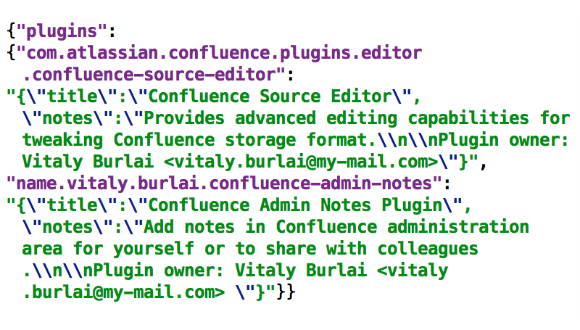 {"plugins":
{"com.atlassian.confluence.plugins.editor
.confluence-source-editor":
"{\"title\":\"Confluence Source Editor\",
\"notes\":\"Provides advanced editing capabilities for
tweaking Confluence storage format.\\n\\nPlugin owner:
Vitaly Burlai <vitaly.burlai@my-mail.com>\"}",
"name.vitaly.burlai.confluence-admin-notes":
"{\"title\":\"Confluence Admin Notes Plugin\",
\"notes\":\"Add notes in Confluence administration
area for yourself or to share with colleagues
.\\n\\nPlugin owner: Vitaly Burlai <vitaly
.burlai@my-mail.com> \"}"}}